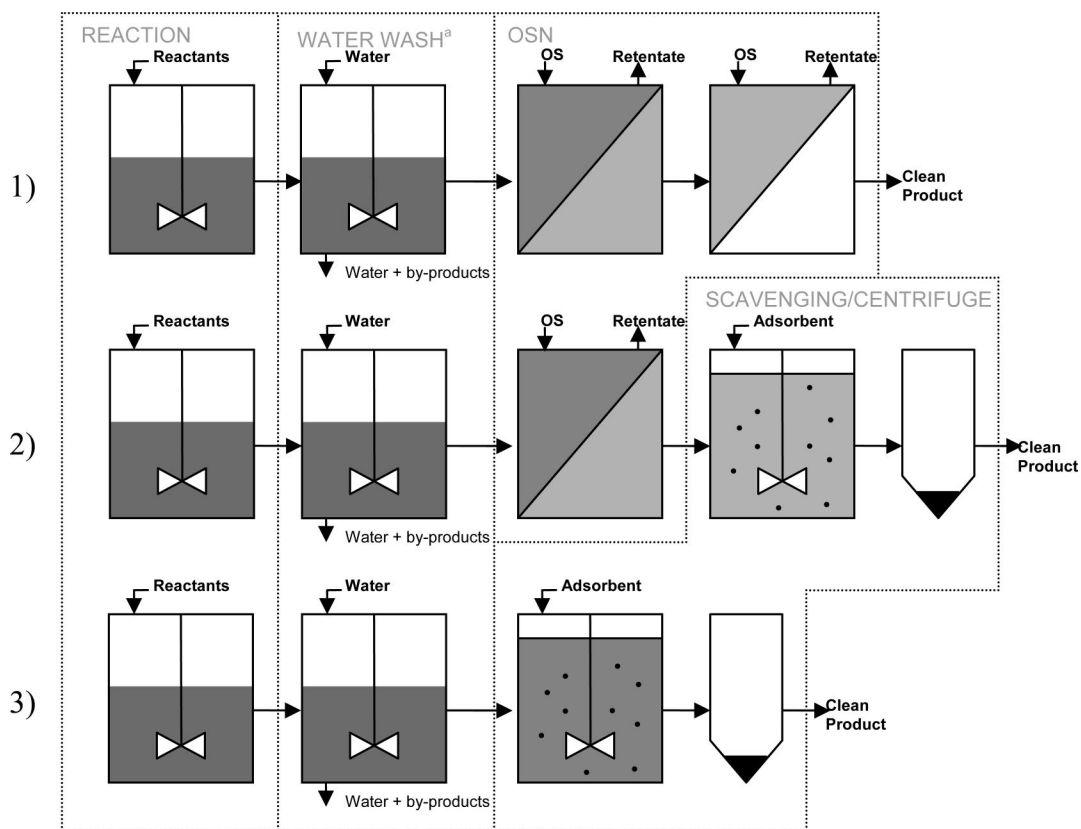 REACTION
WATER WASHa
OSN
Reactants
Water
OS
Retentate
OS
Retentate
1)
Clean
Product
Water + by-products
SCAVENGING/CENTRIFUGE
Reactants
Water
OS
Retentate
Adsorbent
2)
Clean
Product
Water + by-products
Reactants
Water
Adsorbent
3)
Clean
Product
Water + by-products